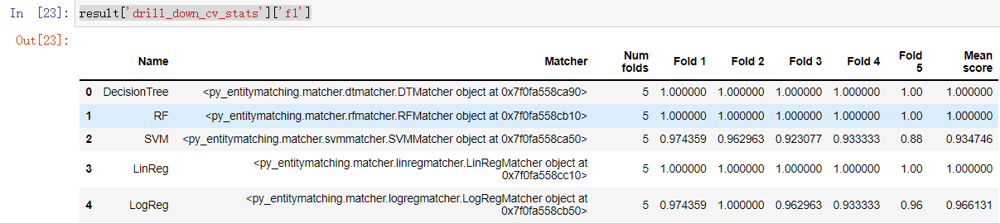 In [23]: result['drill_down_cv_stats']['f1']
Out[23]:
Name Matcher Num folds Fold 1 Fold 2 Fold 3 Fold 4 Fold 5 Mean score
0 DecisionTree <py_entitymatching.matcher.dtmatcher.DTMatcher object at 0x7f0fa558ca90> 5 1.000000 1.000000 1.000000 1.000000 1.00 1.000000
1 RF <py_entitymatching.matcher.rfmatcher.RFMatcher object at 0x7f0fa558cb10> 5 1.000000 1.000000 1.000000 1.000000 1.00 1.000000
2 SVM <py_entitymatching.matcher.svmmatcher.SVMMatcher object at 0x7f0fa558ca50> 5 0.974359 0.962963 0.923077 0.933333 0.88 0.934746
3 LinReg <py_entitymatching.matcher.linregmatcher.LinRegMatcher object at 0x7f0fa558cc10> 5 1.000000 1.000000 1.000000 1.000000 1.00 1.000000
4 LogReg <py_entitymatching.matcher.logregmatcher.LogRegMatcher object at 0x7f0fa558cb50> 5 0.974359 1.000000 0.962963 0.933333 0.96 0.966131